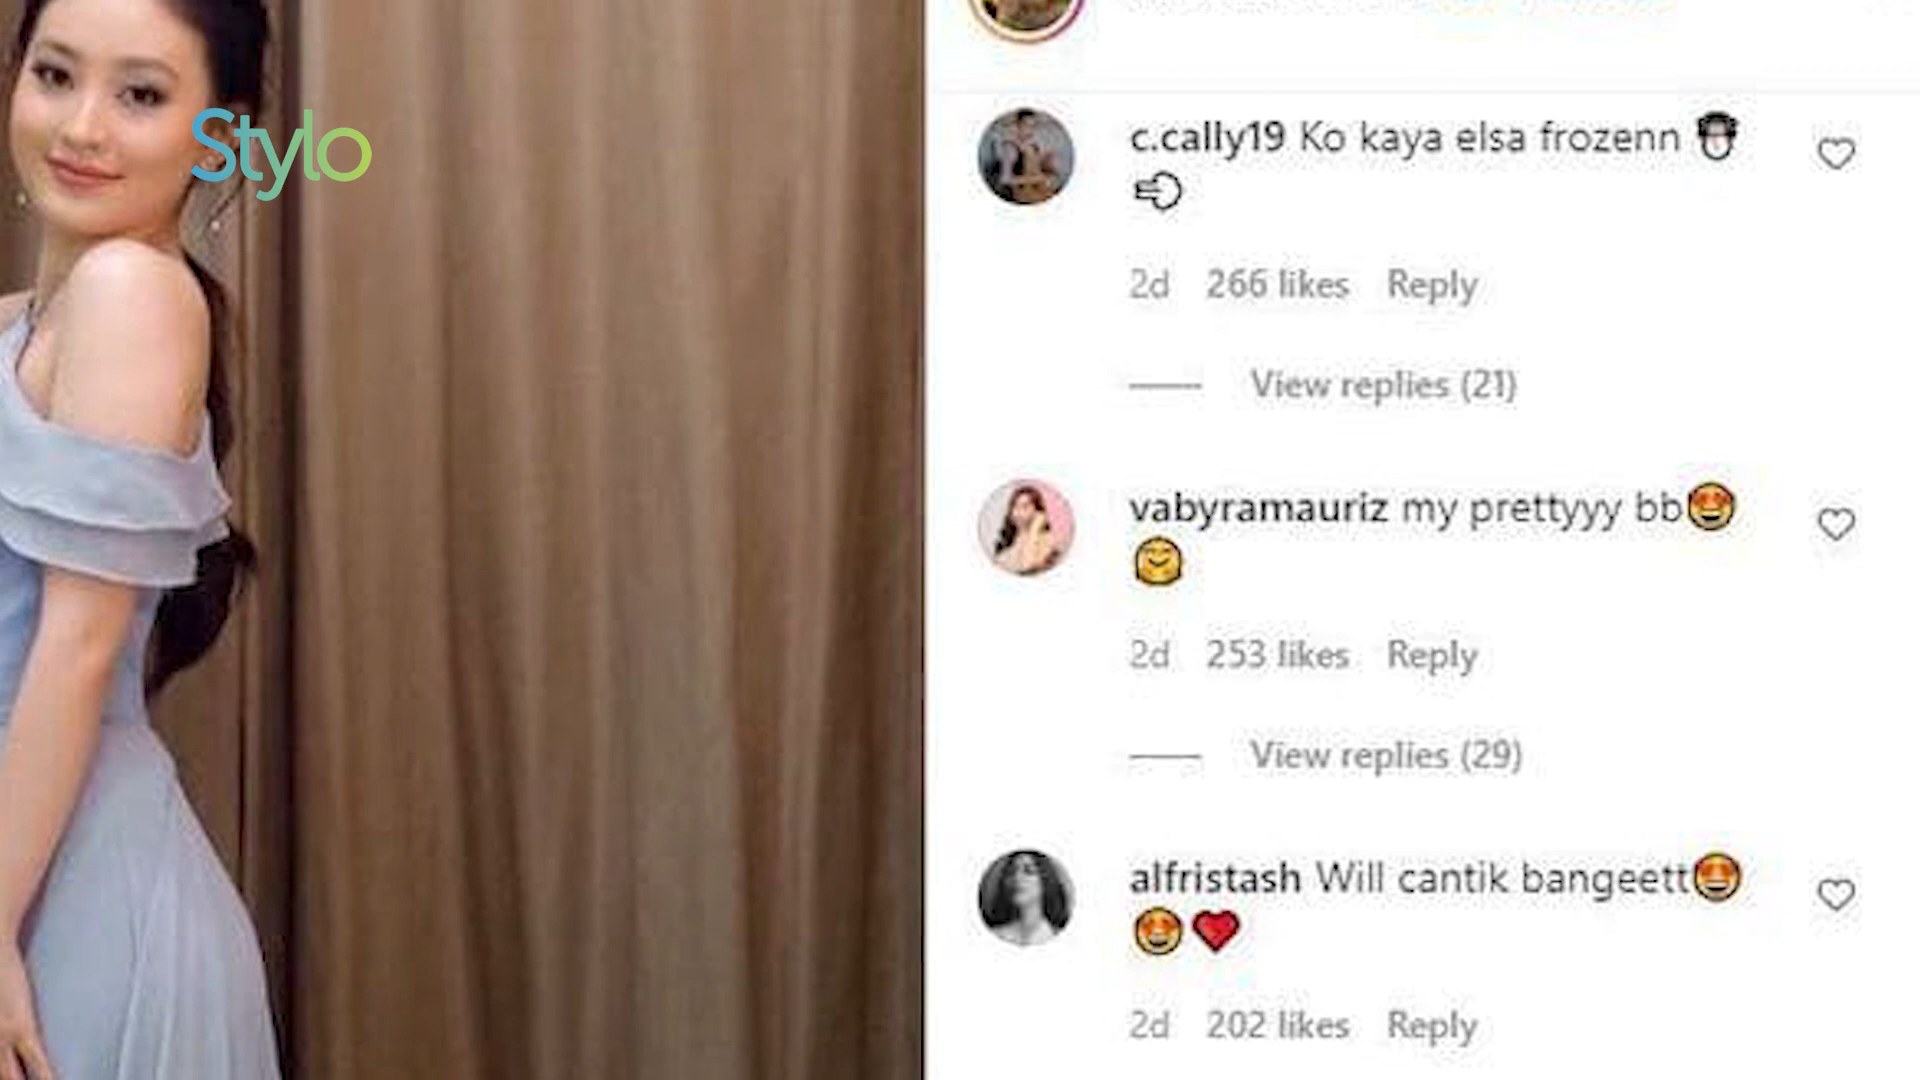 Stylo
c.cally19 Ko kaya elsa frozenn
2d 266 likes Reply
View replies (21)
vabyramauriz my prettyyy bb🤩
🤗
2d 253 likes Reply
View replies (29)
alfristash Will cantik bangeett🤩
🤩❤️
2d 202 likes Reply